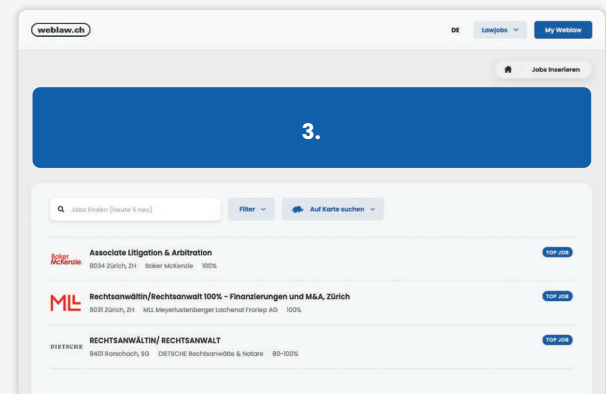 weblaw.ch
DE
Lawjobs
My Weblaw
Jobs Inserieren
3.
Jobs finden (heute 5 neu)
Filter
Auf Karte suchen
Baker
McKenzie.
Associate Litigation & Arbitration
TOP JOB
8034 Zürich, ZH Baker McKenzie 100%
MLL
Rechtsanwältin/Rechtsanwalt 100% - Finanzierungen und M&A, Zürich
TOP JOB
8031 Zürich, ZH MLL Meyerlustenberger Lachenal Froriep AG 100%
DIETSCHE
RECHTSANWÄLTIN/ RECHTSANWALT
TOP JOB
9401 Rorschach, SG DIETSCHE Rechtsanwälte & Notare 80-100%